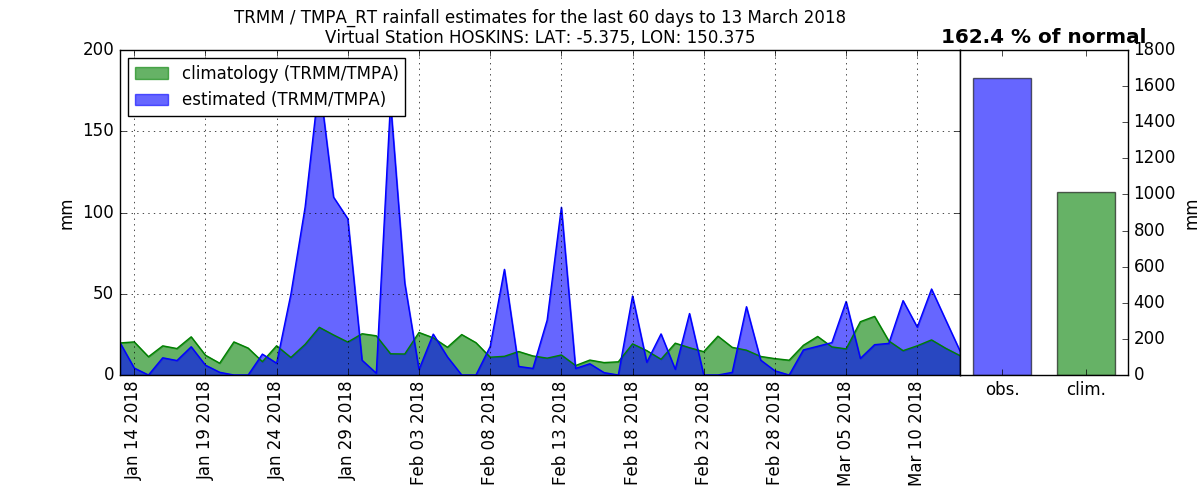 TRMM / TMPA_RT rainfall estimates for the last 60 days to 13 March 2018
Virtual Station HOSKINS: LAT: -5.375, LON: 150.375
162.4 % of normal
climatology (TRMM/TMPA)
estimated (TRMM/TMPA)
200
150
100
50
0
mm
1800
1600
1400
1200
1000
800
600
400
200
0
mm
obs.
clim.
Jan 14 2018
Jan 19 2018
Jan 24 2018
Jan 29 2018
Feb 03 2018
Feb 08 2018
Feb 13 2018
Feb 18 2018
Feb 23 2018
Feb 28 2018
Mar 05 2018
Mar 10 2018